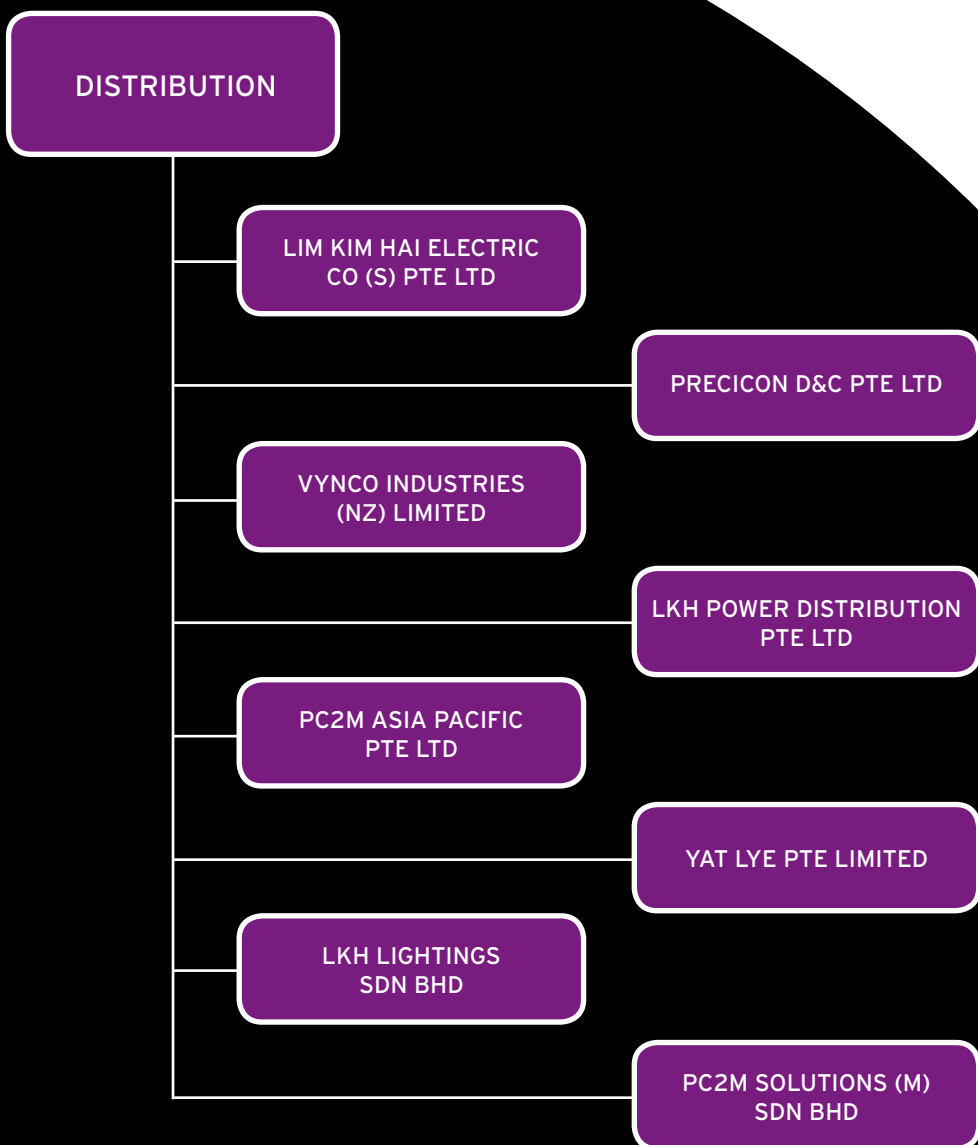 DISTRIBUTION
LIM KIM HAI ELECTRIC
CO (S) PTE LTD
PRECICON D&C PTE LTD
VYNCO INDUSTRIES
(NZ) LIMITED
LKH POWER DISTRIBUTION
PTE LTD
PC2M ASIA PACIFIC
PTE LTD
YAT LYE PTE LIMITED
LKH LIGHTINGS
SDN BHD
PC2M SOLUTIONS (M)
SDN BHD